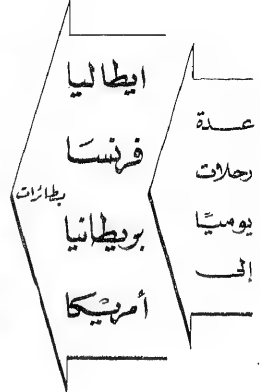 عدة
رحلات
يوميًا
إلى
ايطاليا
فرنسا
بريطانيا
أمريكا
بطائرات